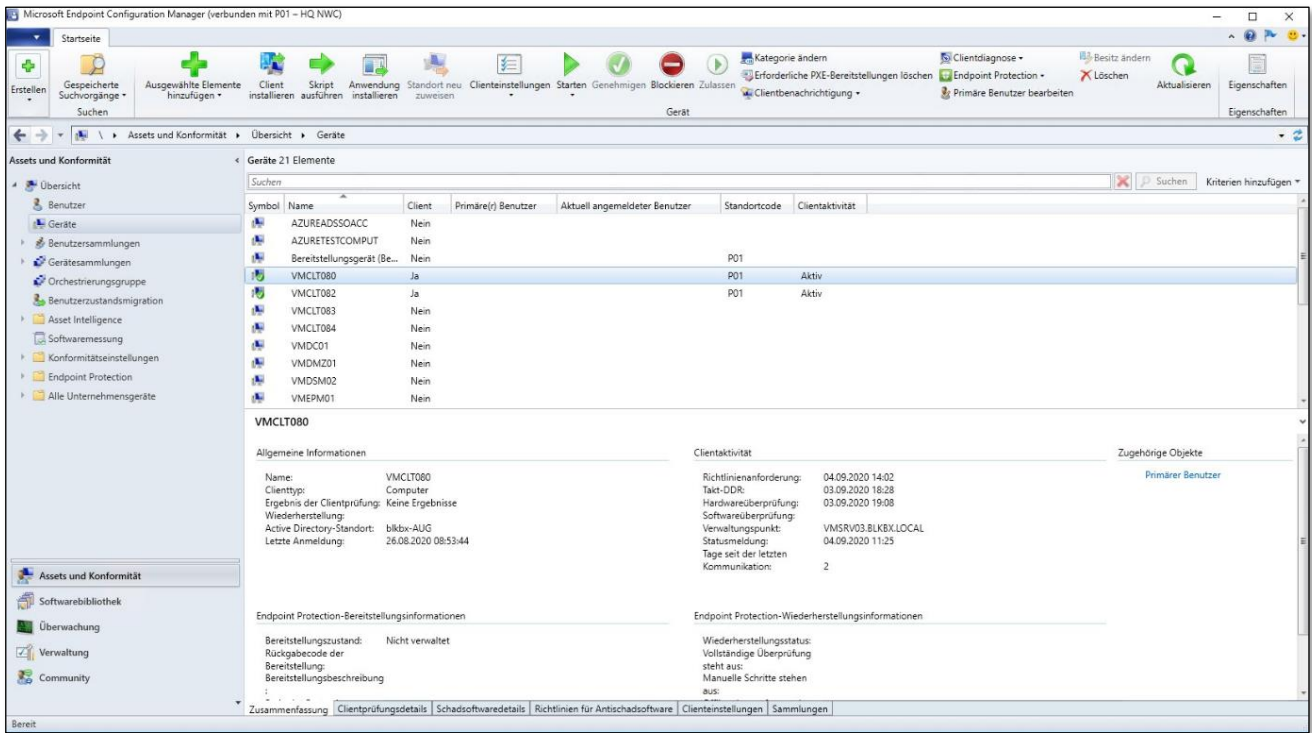 Microsoft Endpoint Configuration Manager (verbunden mit P01 – HQ NWC)
Startseite
Erstellen
Gespeicherte Suchvorgänge
Suchen
Ausgewählte Elemente hinzufügen
Client installieren
Skript ausführen
Anwendung installieren
Standort neu zuweisen
Clienteinstellungen
Starten
Genehmigen
Blockieren
Zulassen
Kategorie ändern
Erforderliche PXE-Bereitstellungen löschen
Clientbenachrichtigung
Clientdiagnose
Endpoint Protection
Primäre Benutzer bearbeiten
Besitz ändern
Löschen
Aktualisieren
Gerät
Eigenschaften
Eigenschaften
\ Assets und Konformität Übersicht Geräte
Assets und Konformität
Übersicht
Benutzer
Geräte
Benutzersammlungen
Gerätesammlungen
Orchestrierungsgruppe
Benutzerzustandsmigration
Asset Intelligence
Softwaremessung
Konformitätseinstellungen
Endpoint Protection
Alle Unternehmensgeräte
Assets und Konformität
Softwarebibliothek
Überwachung
Verwaltung
Community
Geräte 21 Elemente
Suchen Suchen Kriterien hinzufügen
Symbol Name Client Primäre(r) Benutzer Aktuell angemeldeter Benutzer Standortcode Clientaktivität
AZUREADSSOACC Nein
AZURETESTCOMPUT Nein
Bereitstellungsgerät (Be... Nein P01
VMCLT080 Ja P01 Aktiv
VMCLT082 Ja P01 Aktiv
VMCLT083 Nein
VMCLT084 Nein
VMDC01 Nein
VMDMZ01 Nein
VMDSM02 Nein
VMEPM01 Nein
VMCLT080
Allgemeine Informationen
Name: VMCLT080
Clienttyp: Computer
Ergebnis der Clientprüfung: Keine Ergebnisse
Wiederherstellung:
Active Directory-Standort: blkbx-AUG
Letzte Anmeldung: 26.08.2020 08:53:44
Clientaktivität
Richtlinienanforderung: 04.09.2020 14:02
Takt-DDR: 03.09.2020 18:28
Hardwareüberprüfung: 03.09.2020 19:08
Softwareüberprüfung:
Verwaltungspunkt: VMSRV03.BLKBX.LOCAL
Statusmeldung: 04.09.2020 11:25
Tage seit der letzten
Kommunikation: 2
Zugehörige Objekte
Primärer Benutzer
Endpoint Protection-Bereitstellungsinformationen
Bereitstellungszustand: Nicht verwaltet
Rückgabecode der
Bereitstellung:
Bereitstellungsbeschreibung
:
Endpoint Protection-Wiederherstellungsinformationen
Wiederherstellungsstatus:
Vollständige Überprüfung
steht aus:
Manuelle Schritte stehen
aus:
Zusammenfassung Clientprüfungsdetails Schadsoftwaredetails Richtlinien für Antischadsoftware Clienteinstellungen Sammlungen
Bereit